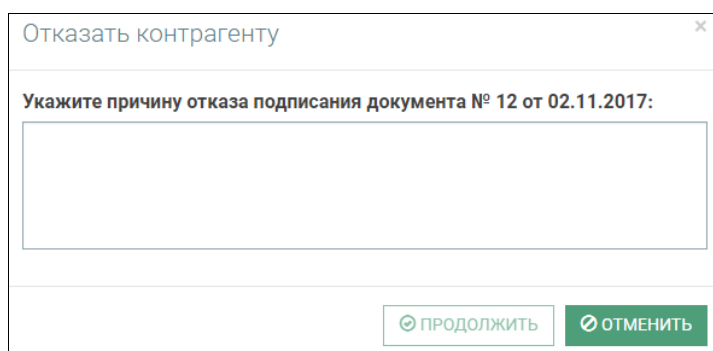 Отказать контрагенту
Укажите причину отказа подписания документа № 12 от 02.11.2017:
ПРОДОЛЖИТЬ
ОТМЕНИТЬ